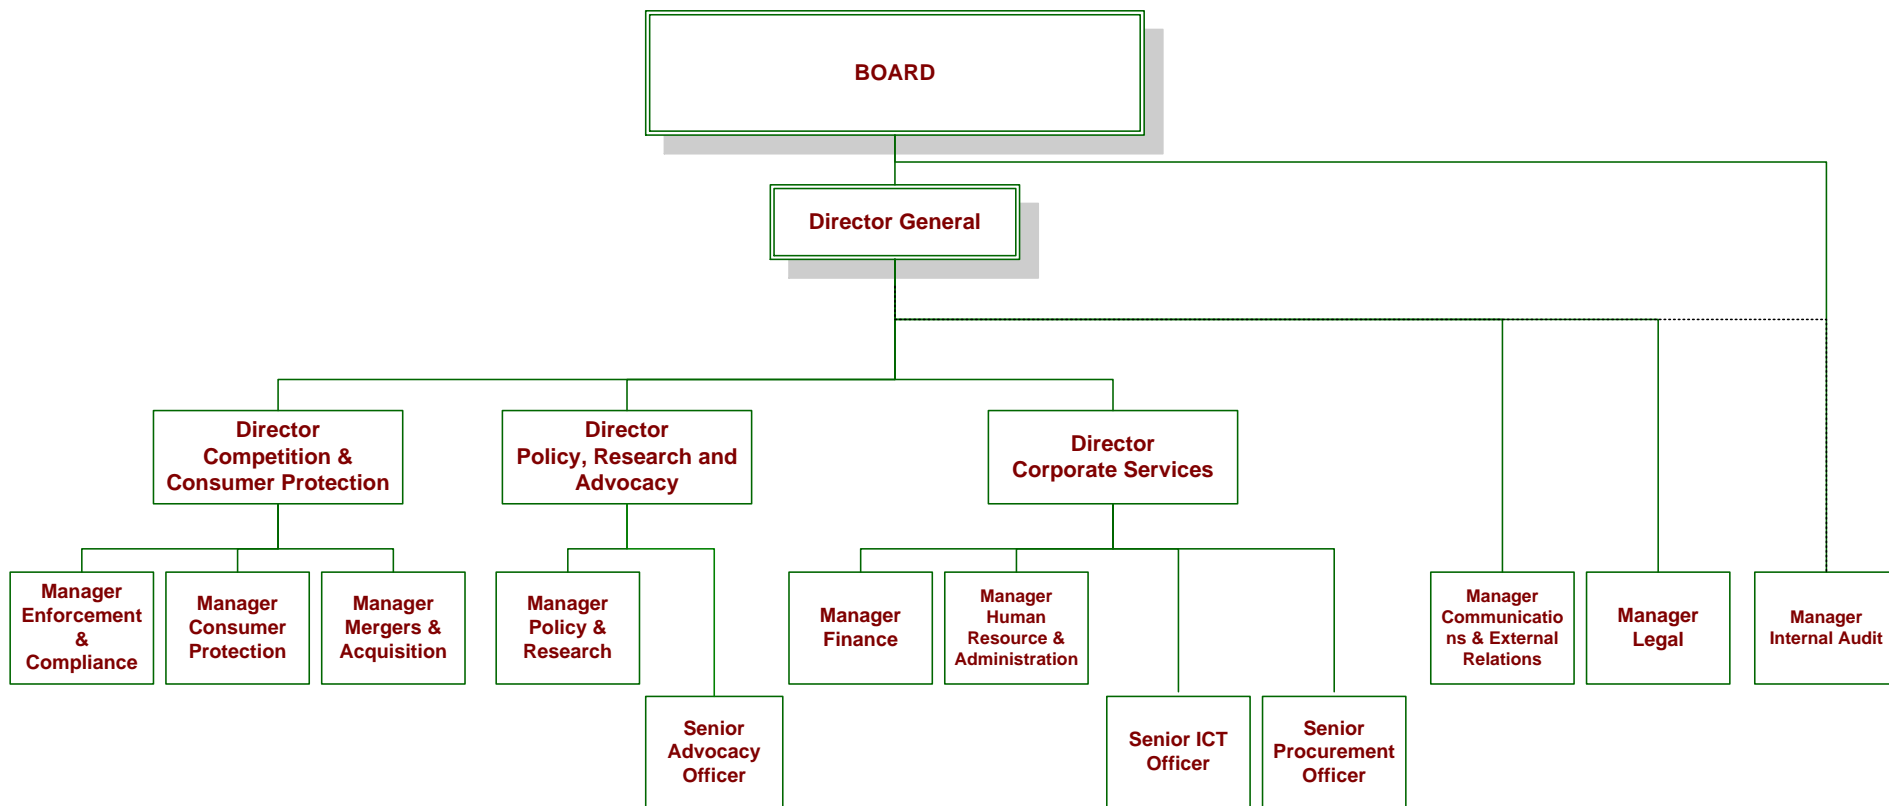 BOARD
Director General
Director
Competition &
Consumer Protection
Director
Policy, Research and
Advocacy
Director
Corporate Services
Manager
Enforcement
&
Compliance
Manager
Consumer
Protection
Manager
Mergers &
Acquisition
Manager
Policy &
Research
Manager
Finance
Manager
Human
Resource &
Administration
Manager
Communicatio
ns & External
Relations
Manager
Legal
Manager
Internal Audit
Senior
Advocacy
Officer
Senior ICT
Officer
Senior
Procurement
Officer